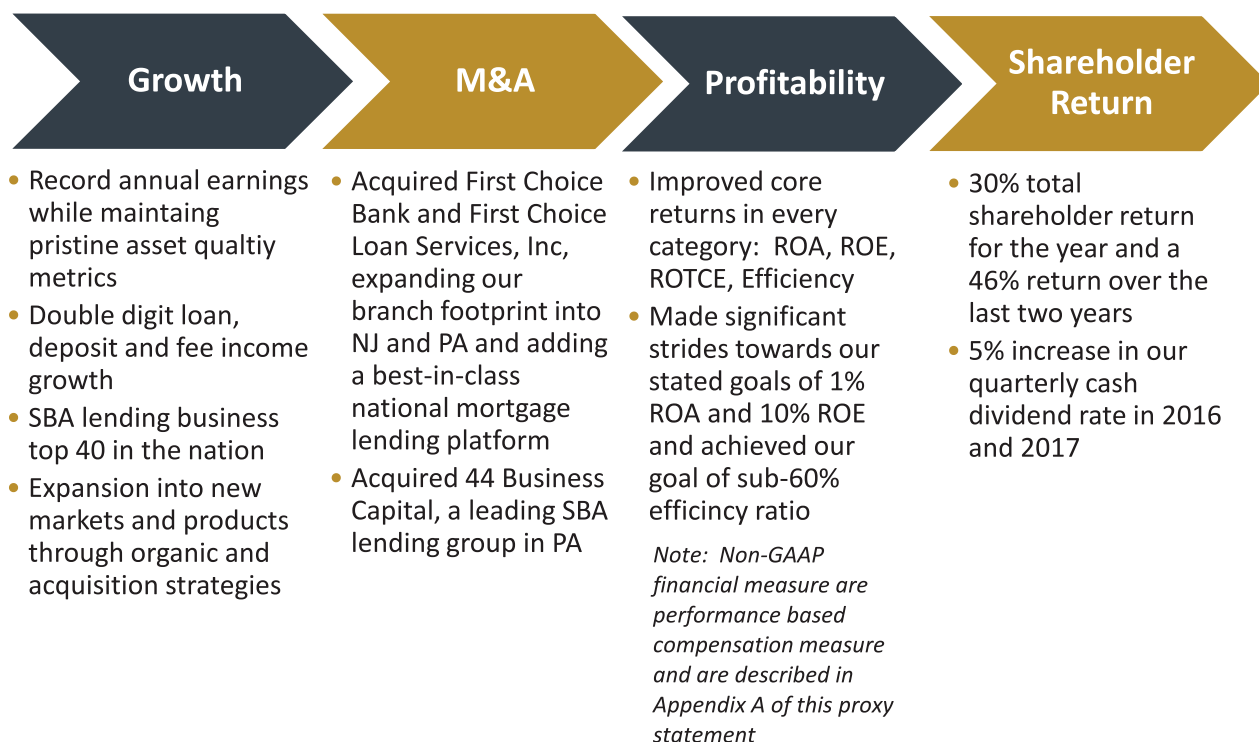 Growth
• Record annual earnings
while maintaing
pristine asset qualtiy
metrics
• Double digit loan,
deposit and fee income
growth
• SBA lending business
top 40 in the nation
• Expansion into new
markets and products
through organic and
acquisition strategies
M&A
• Acquired First Choice
Bank and First Choice
Loan Services, Inc,
expanding our
branch footprint into
NJ and PA and adding
a best-in-class
national mortgage
lending platform
• Acquired 44 Business
Capital, a leading SBA
lending group in PA
Profitability
• Improved core
returns in every
category:  ROA, ROE,
ROTCE, Efficiency
• Made significant
strides towards our
stated goals of 1%
ROA and 10% ROE
and achieved our
goal of sub-60%
efficincy ratio
Note:  Non-GAAP
financial measure are
performance based
compensation measure
and are described in
Appendix A of this proxy
statement
Shareholder
Return
• 30% total
shareholder return
for the year and a
46% return over the
last two years
• 5% increase in our
quarterly cash
dividend rate in 2016
and 2017